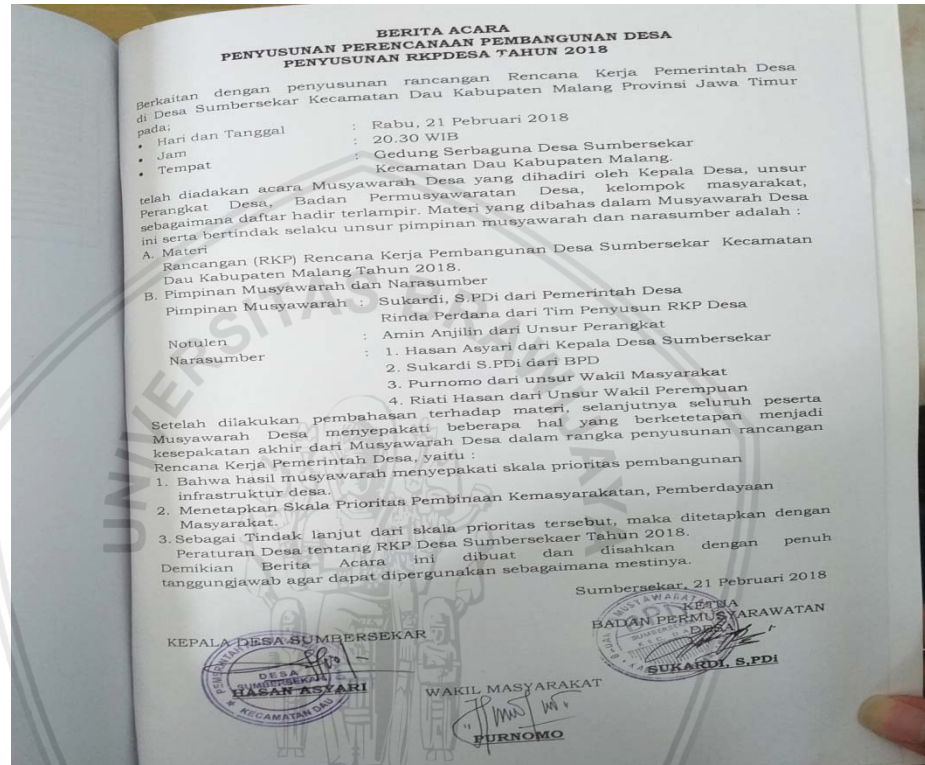 BERITA ACARA
PENYUSUNAN PERENCANAAN PEMBANGUNAN DESA
PENYUSUNAN RKPDESA TAHUN 2018
Berkaitan dengan penyusunan rancangan Rencana Kerja Pemerintah Desa
di Desa Sumbersekar Kecamatan Dau Kabupaten Malang Provinsi Jawa Timur
pada;
• Hari dan Tanggal : Rabu, 21 Pebruari 2018
• Jam : 20.30 WIB
• Tempat : Gedung Serbaguna Desa Sumbersekar
Kecamatan Dau Kabupaten Malang.
telah diadakan acara Musyawarah Desa yang dihadiri oleh Kepala Desa, unsur
Perangkat Desa, Badan Permusyawaratan Desa, kelompok masyarakat,
sebagaimana daftar hadir terlampir. Materi yang dibahas dalam Musyawarah Desa
ini serta bertindak selaku unsur pimpinan musyawarah dan narasumber adalah :
A. Materi
Rancangan (RKP) Rencana Kerja Pembangunan Desa Sumbersekar Kecamatan
Dau Kabupaten Malang Tahun 2018.
B. Pimpinan Musyawarah dan Narasumber
Pimpinan Musyawarah : Sukardi, S.PDi dari Pemerintah Desa
Rinda Perdana dari Tim Penyusun RKP Desa
Notulen : Amin Anjilin dari Unsur Perangkat
Narasumber : 1. Hasan Asyari dari Kepala Desa Sumbersekar
2. Sukardi S.PDi dari BPD
3. Purnomo dari unsur Wakil Masyarakat
4. Riati Hasan dari Unsur Wakil Perempuan
Setelah dilakukan pembahasan terhadap materi, selanjutnya seluruh peserta
Musyawarah Desa menyepakati beberapa hal yang berketetapan menjadi
kesepakatan akhir dari Musyawarah Desa dalam rangka penyusunan rancangan
Rencana Kerja Pemerintah Desa, yaitu :
1. Bahwa hasil musyawarah menyepakati skala prioritas pembangunan
infrastruktur desa.
2. Menetapkan Skala Prioritas Pembinaan Kemasyarakatan, Pemberdayaan
Masyarakat.
3. Sebagai Tindak lanjut dari skala prioritas tersebut, maka ditetapkan dengan
Peraturan Desa tentang RKP Desa Sumbersekaer Tahun 2018.
Demikian Berita Acara ini dibuat dan disahkan dengan penuh
tanggungjawab agar dapat dipergunakan sebagaimana mestinya.
Sumbersekar, 21 Pebruari 2018
KETUA
BADAN PERMUSYARAWATAN
DESA
SUKARDI, S.PDi
KEPALA DESA SUMBERSEKAR
DESA
SUMBERSEKAR
KECAMATAN DAU
HASAN ASYARI
WAKIL MASYARAKAT
PURNOMO
UNIVERSITAS BRAWIJAYA